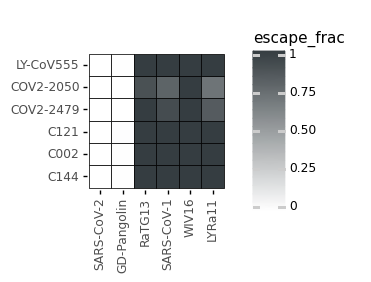 escape_frac
LY-CoV555
COV2-2050
COV2-2479
C121
C002
C144
1
0.75
0.50
0.25
0
SARS-CoV-2
GD-Pangolin
RaTG13
SARS-CoV-1
WIV16
LYRa11